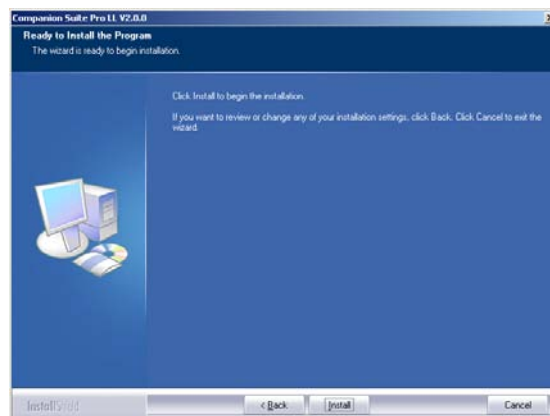 Companion Suite Pro LL V2.0.0
Ready to Install the Program
The wizard is ready to begin installation.
Click Install to begin the installation.
If you want to review or change any of your installation settings, click Back. Click Cancel to exit the
wizard.
InstallShield
< Back
Install
Cancel